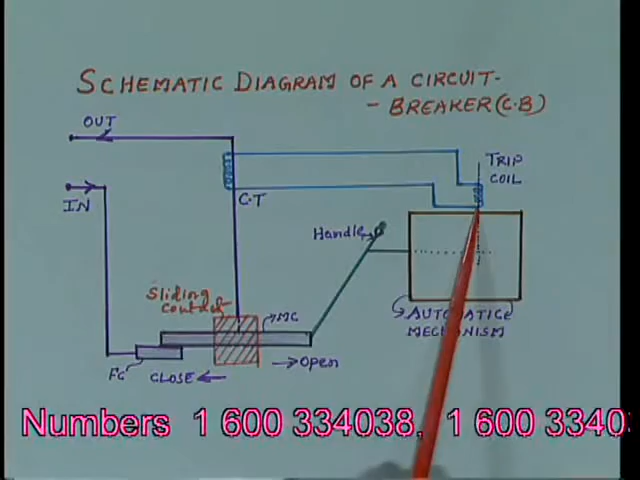 SCHEMATIC DIAGRAM OF A CIRCUIT-
- BREAKER (C.B)
OUT
TRIP
COIL
IN
C.T
Handle
Sliding
contact
MC
AUTOMATICE
MECHANISM
FC
CLOSE
Open
Numbers 1 600 334038, 1 600 3340